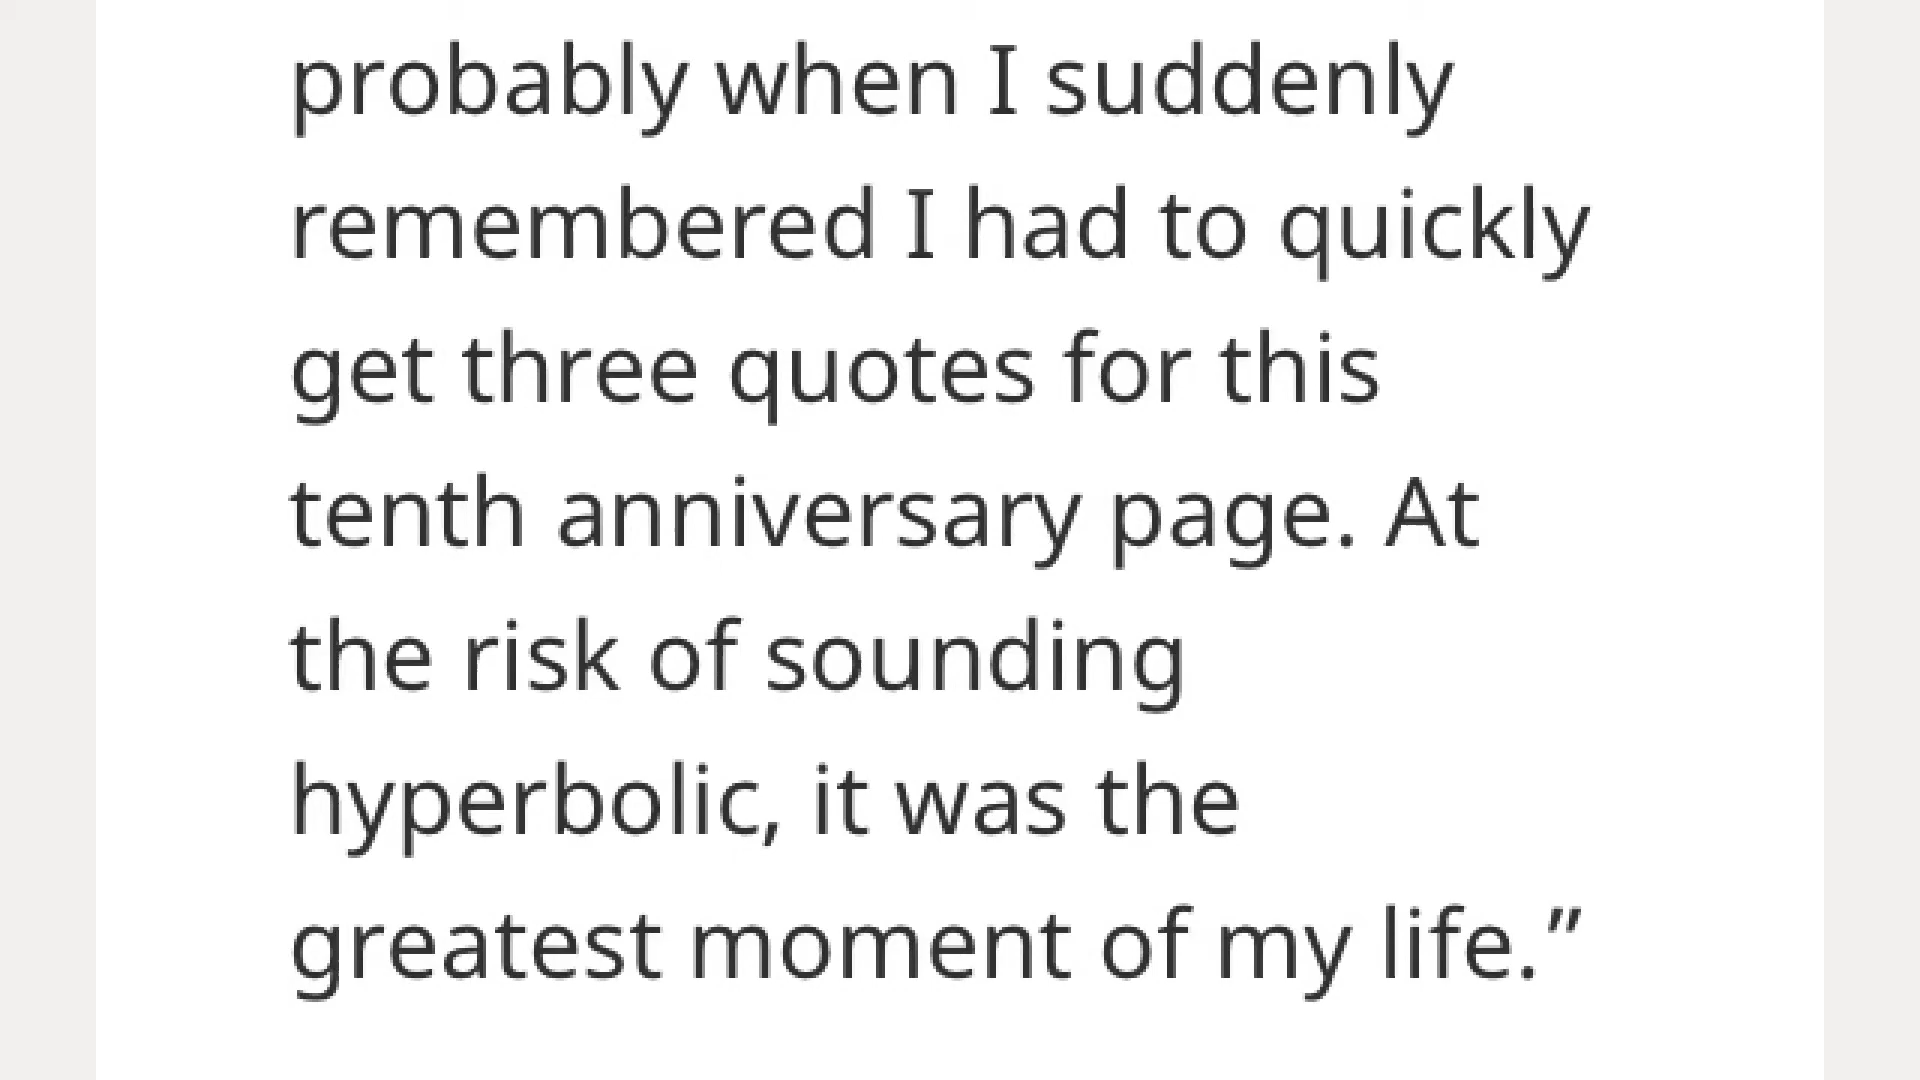 probably when I suddenly
remembered I had to quickly
get three quotes for this
tenth anniversary page. At
the risk of sounding
hyperbolic, it was the
greatest moment of my life.”